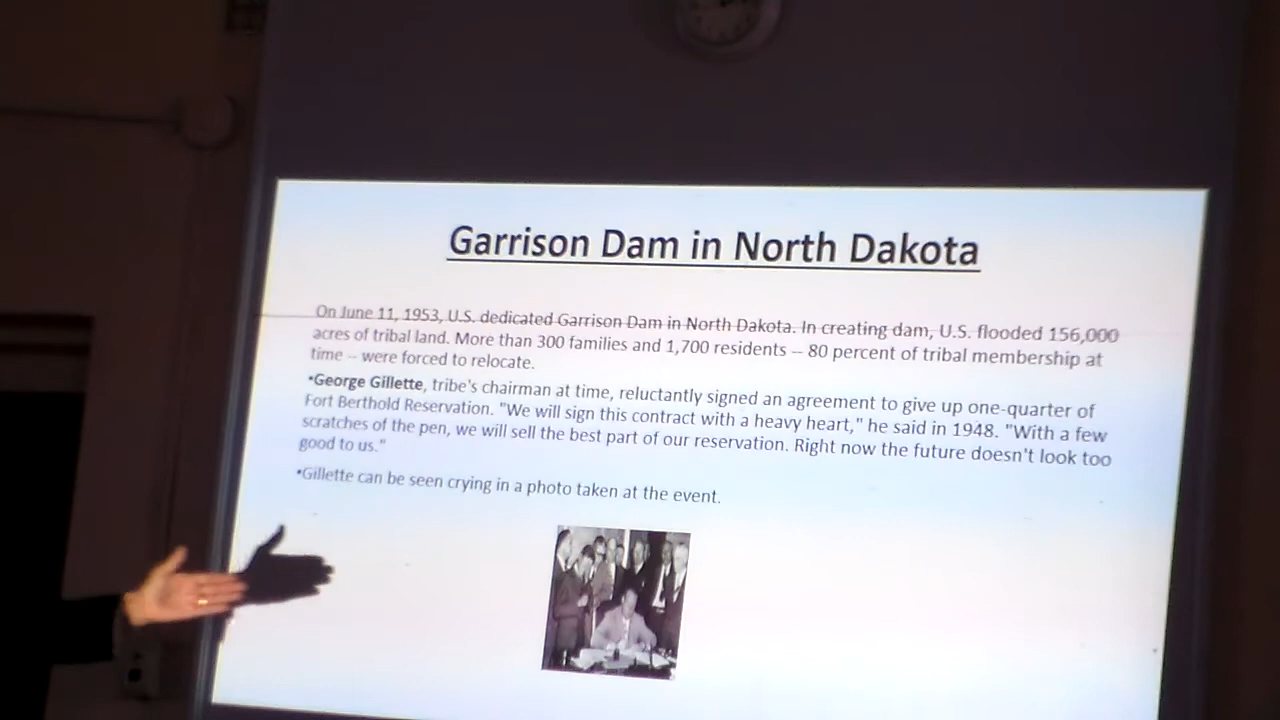 Garrison Dam in North Dakota
On June 11, 1953, U.S. dedicated Garrison Dam in North Dakota. In creating dam, U.S. flooded 156,000
acres of tribal land. More than 300 families and 1,700 residents -- 80 percent of tribal membership at
time -- were forced to relocate.
•George Gillette, tribe's chairman at time, reluctantly signed an agreement to give up one-quarter of
Fort Berthold Reservation. "We will sign this contract with a heavy heart," he said in 1948. "With a few
scratches of the pen, we will sell the best part of our reservation. Right now the future doesn't look too
good to us."
•Gillette can be seen crying in a photo taken at the event.